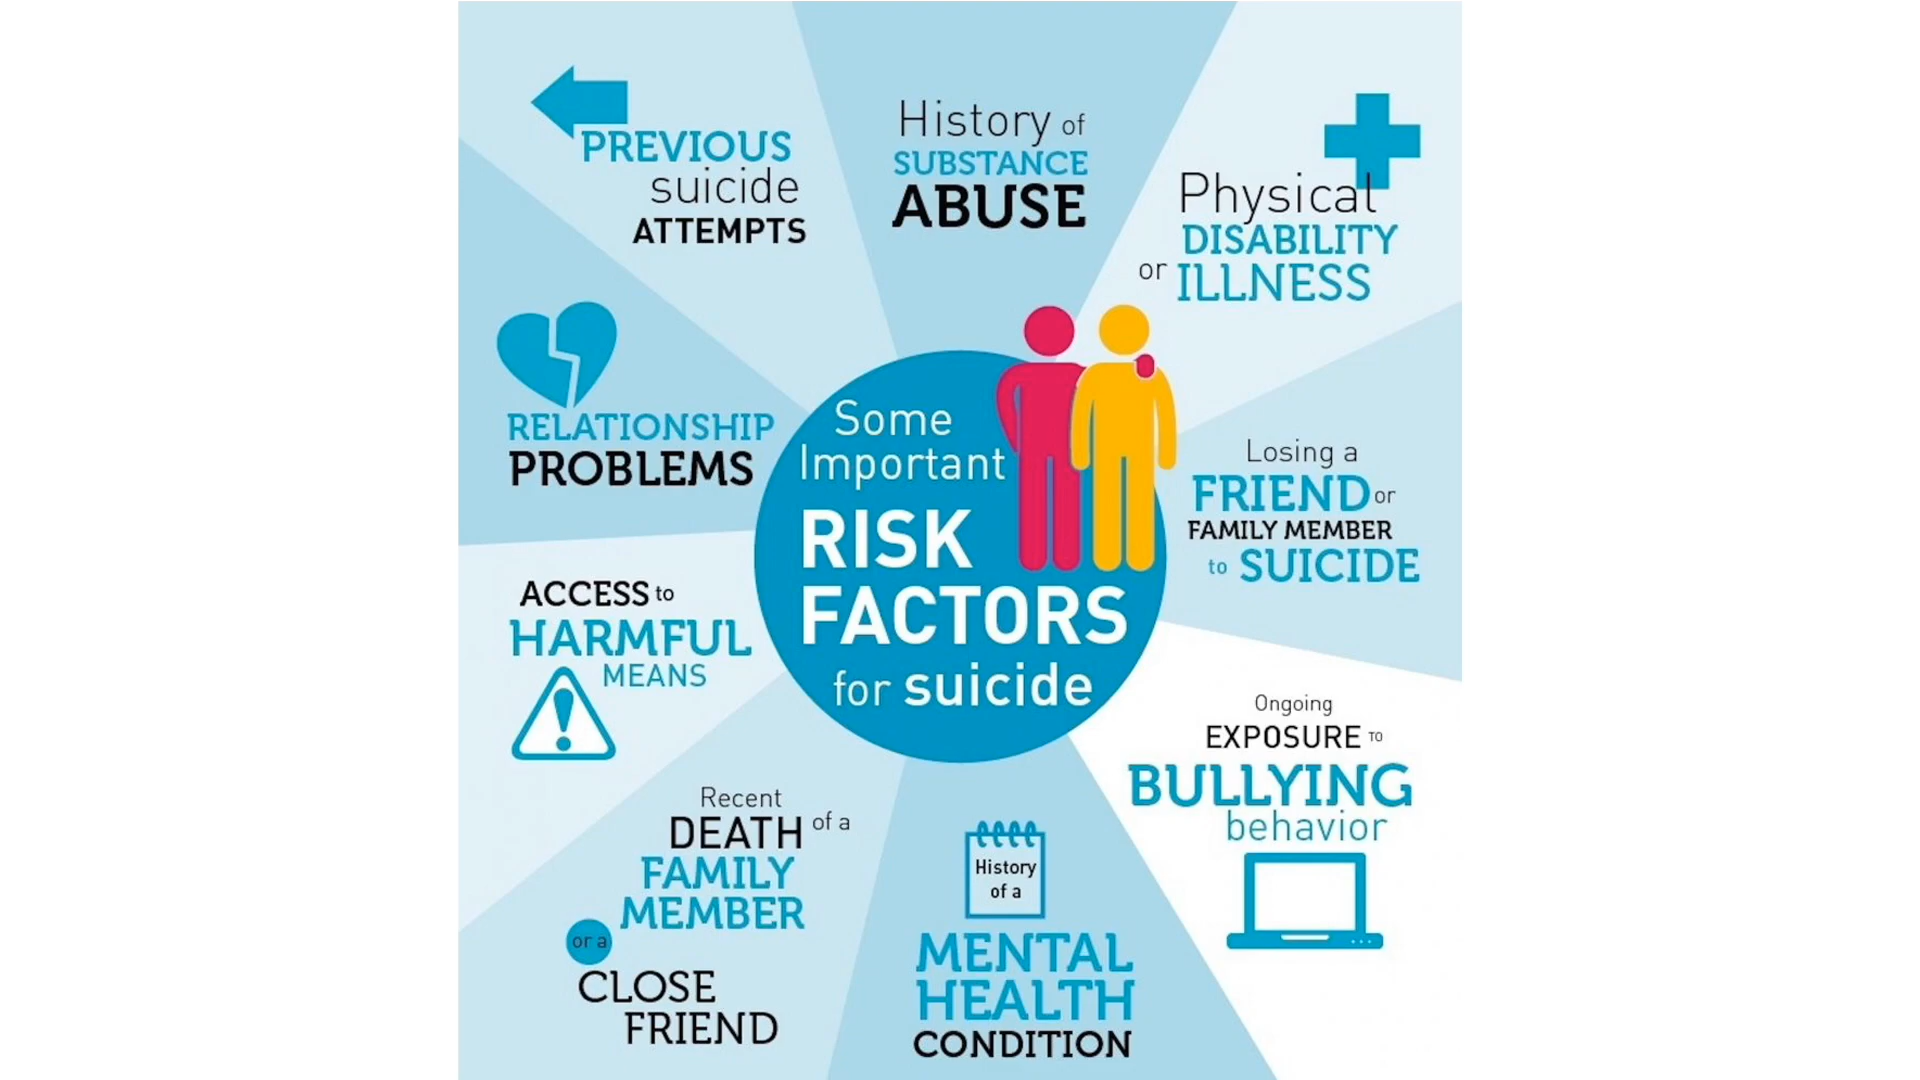 Some
Important
RISK
FACTORS
for suicide
PREVIOUS
suicide
ATTEMPTS
History of
SUBSTANCE
ABUSE
Physical
DISABILITY
or ILLNESS
Losing a
FRIEND or
FAMILY MEMBER
to SUICIDE
Ongoing
EXPOSURE TO
BULLYING
behavior
History
of a
MENTAL
HEALTH
CONDITION
Recent
DEATH of a
FAMILY
MEMBER
or a
CLOSE
FRIEND
ACCESS to
HARMFUL
MEANS
RELATIONSHIP
PROBLEMS